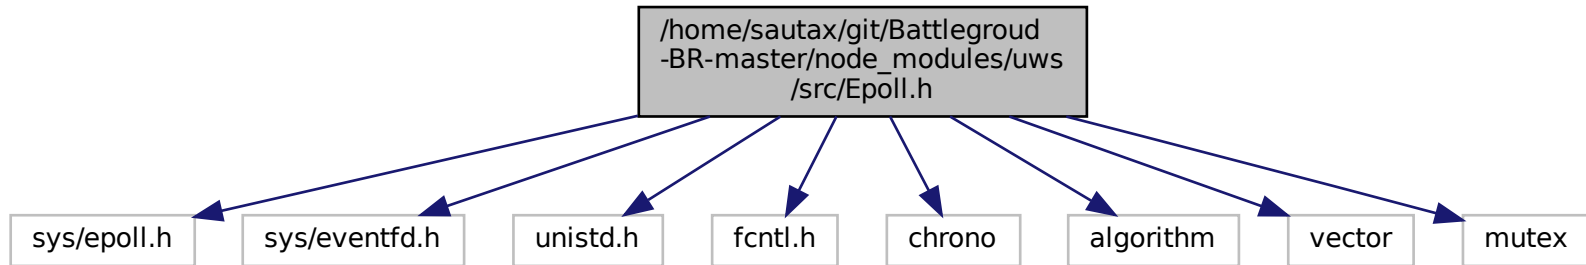 /home/sautax/git/Battlegroud
-BR-master/node_modules/uws
/src/Epoll.h
sys/epoll.h
sys/eventfd.h
unistd.h
fcntl.h
chrono
algorithm
vector
mutex